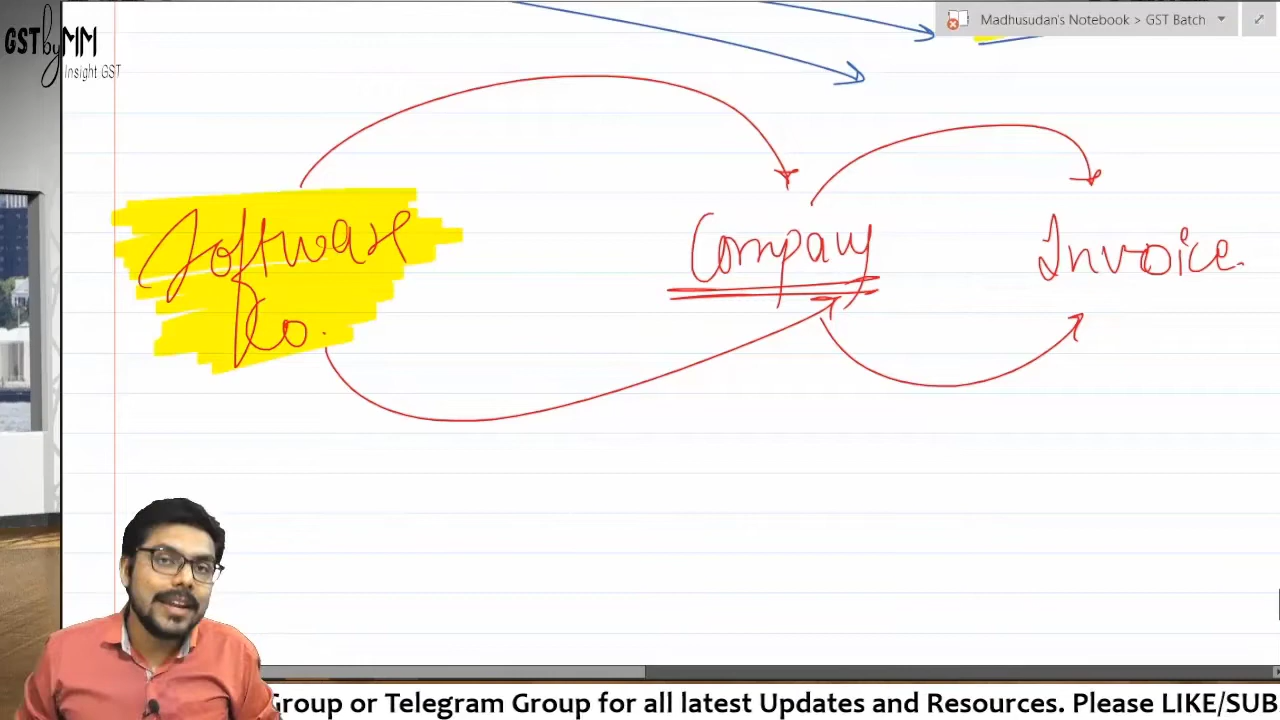 GST by MM
Insight GST
Madhusudan's Notebook > GST Batch
Software
Co.
Company
Invoice.
Group or Telegram Group for all latest Updates and Resources. Please LIKE/SUB